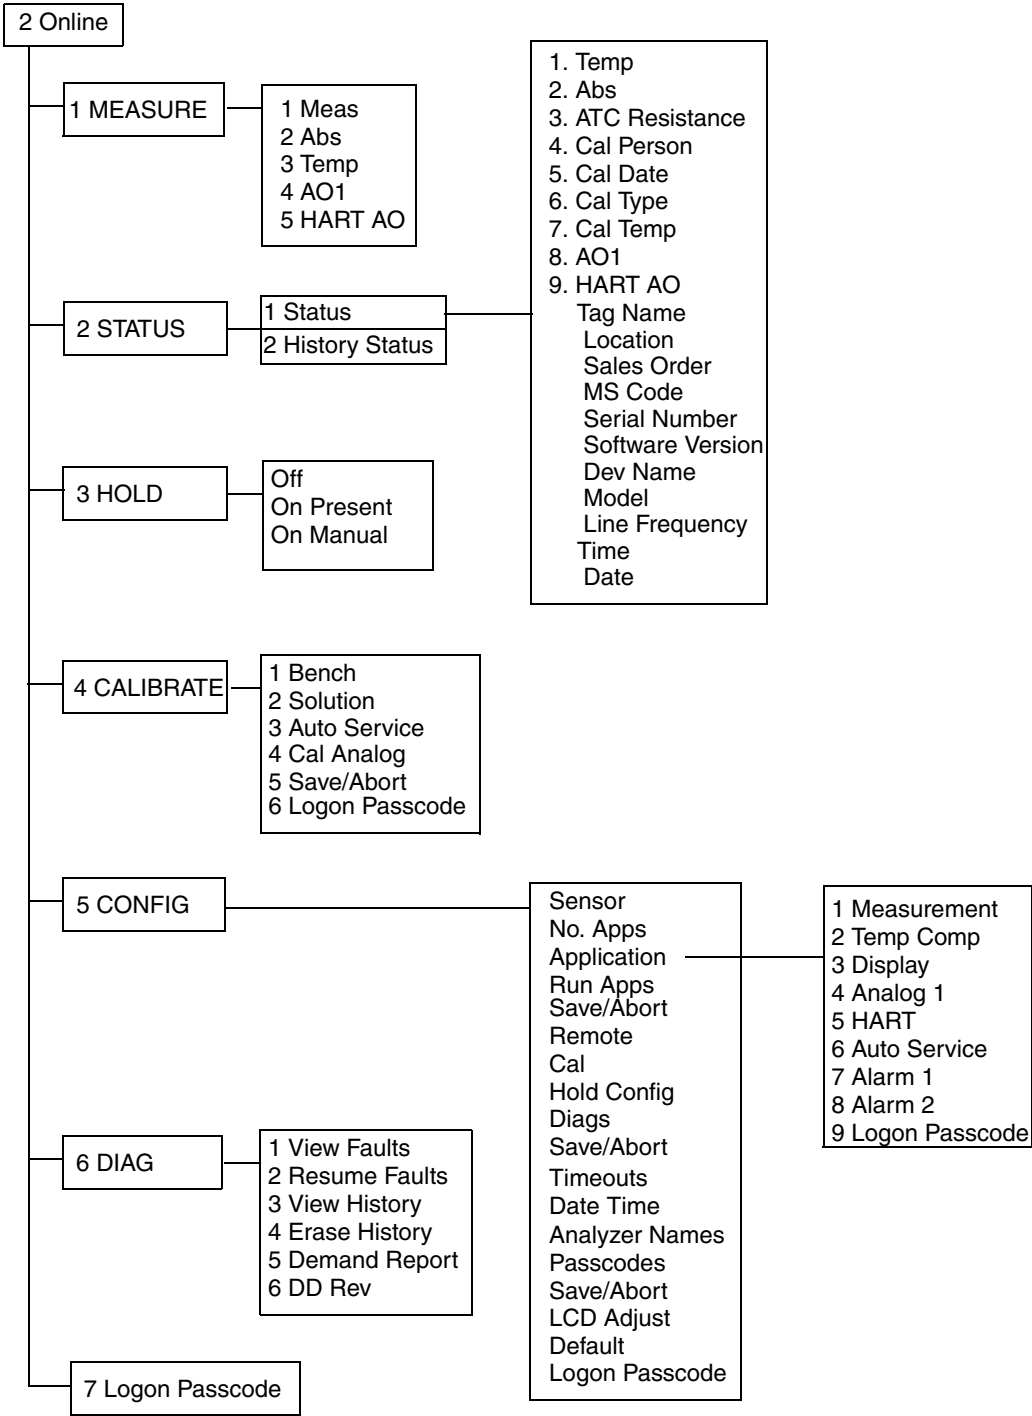 2 Online
1 MEASURE
1 Meas
2 Abs
3 Temp
4 AO1
5 HART AO
2 STATUS
1 Status
2 History Status
1. Temp
2. Abs
3. ATC Resistance
4. Cal Person
5. Cal Date
6. Cal Type
7. Cal Temp
8. AO1
9. HART AO
Tag Name
Location
Sales Order
MS Code
Serial Number
Software Version
Dev Name
Model
Line Frequency
Time
Date
3 HOLD
Off
On Present
On Manual
4 CALIBRATE
1 Bench
2 Solution
3 Auto Service
4 Cal Analog
5 Save/Abort
6 Logon Passcode
5 CONFIG
Sensor
No. Apps
Application
Run Apps
Save/Abort
Remote
Cal
Hold Config
Diags
Save/Abort
Timeouts
Date Time
Analyzer Names
Passcodes
Save/Abort
LCD Adjust
Default
Logon Passcode
1 Measurement
2 Temp Comp
3 Display
4 Analog 1
5 HART
6 Auto Service
7 Alarm 1
8 Alarm 2
9 Logon Passcode
6 DIAG
1 View Faults
2 Resume Faults
3 View History
4 Erase History
5 Demand Report
6 DD Rev
7 Logon Passcode